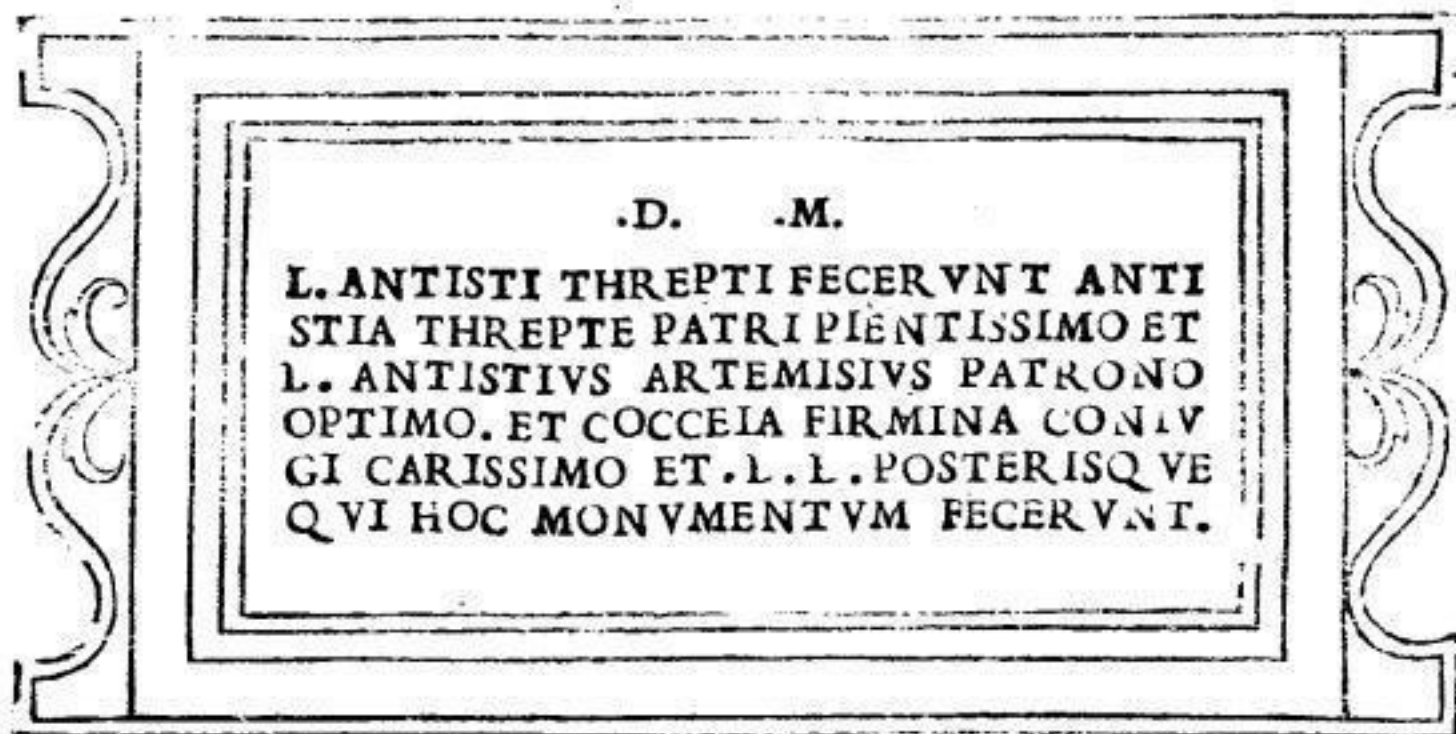 .D. .M.
L. ANTISTI THREPTI FECERVNT ANTI
STIA THREPTE PATRI PIENTISSIMO ET
L. ANTISTIVS ARTEMISIVS PATRONO
OPTIMO. ET COCCEIA FIRMINA CONIV
GI CARISSIMO ET .L. L. POSTERISQVE
QVI HOC MONVMENTVM FECERVNT.